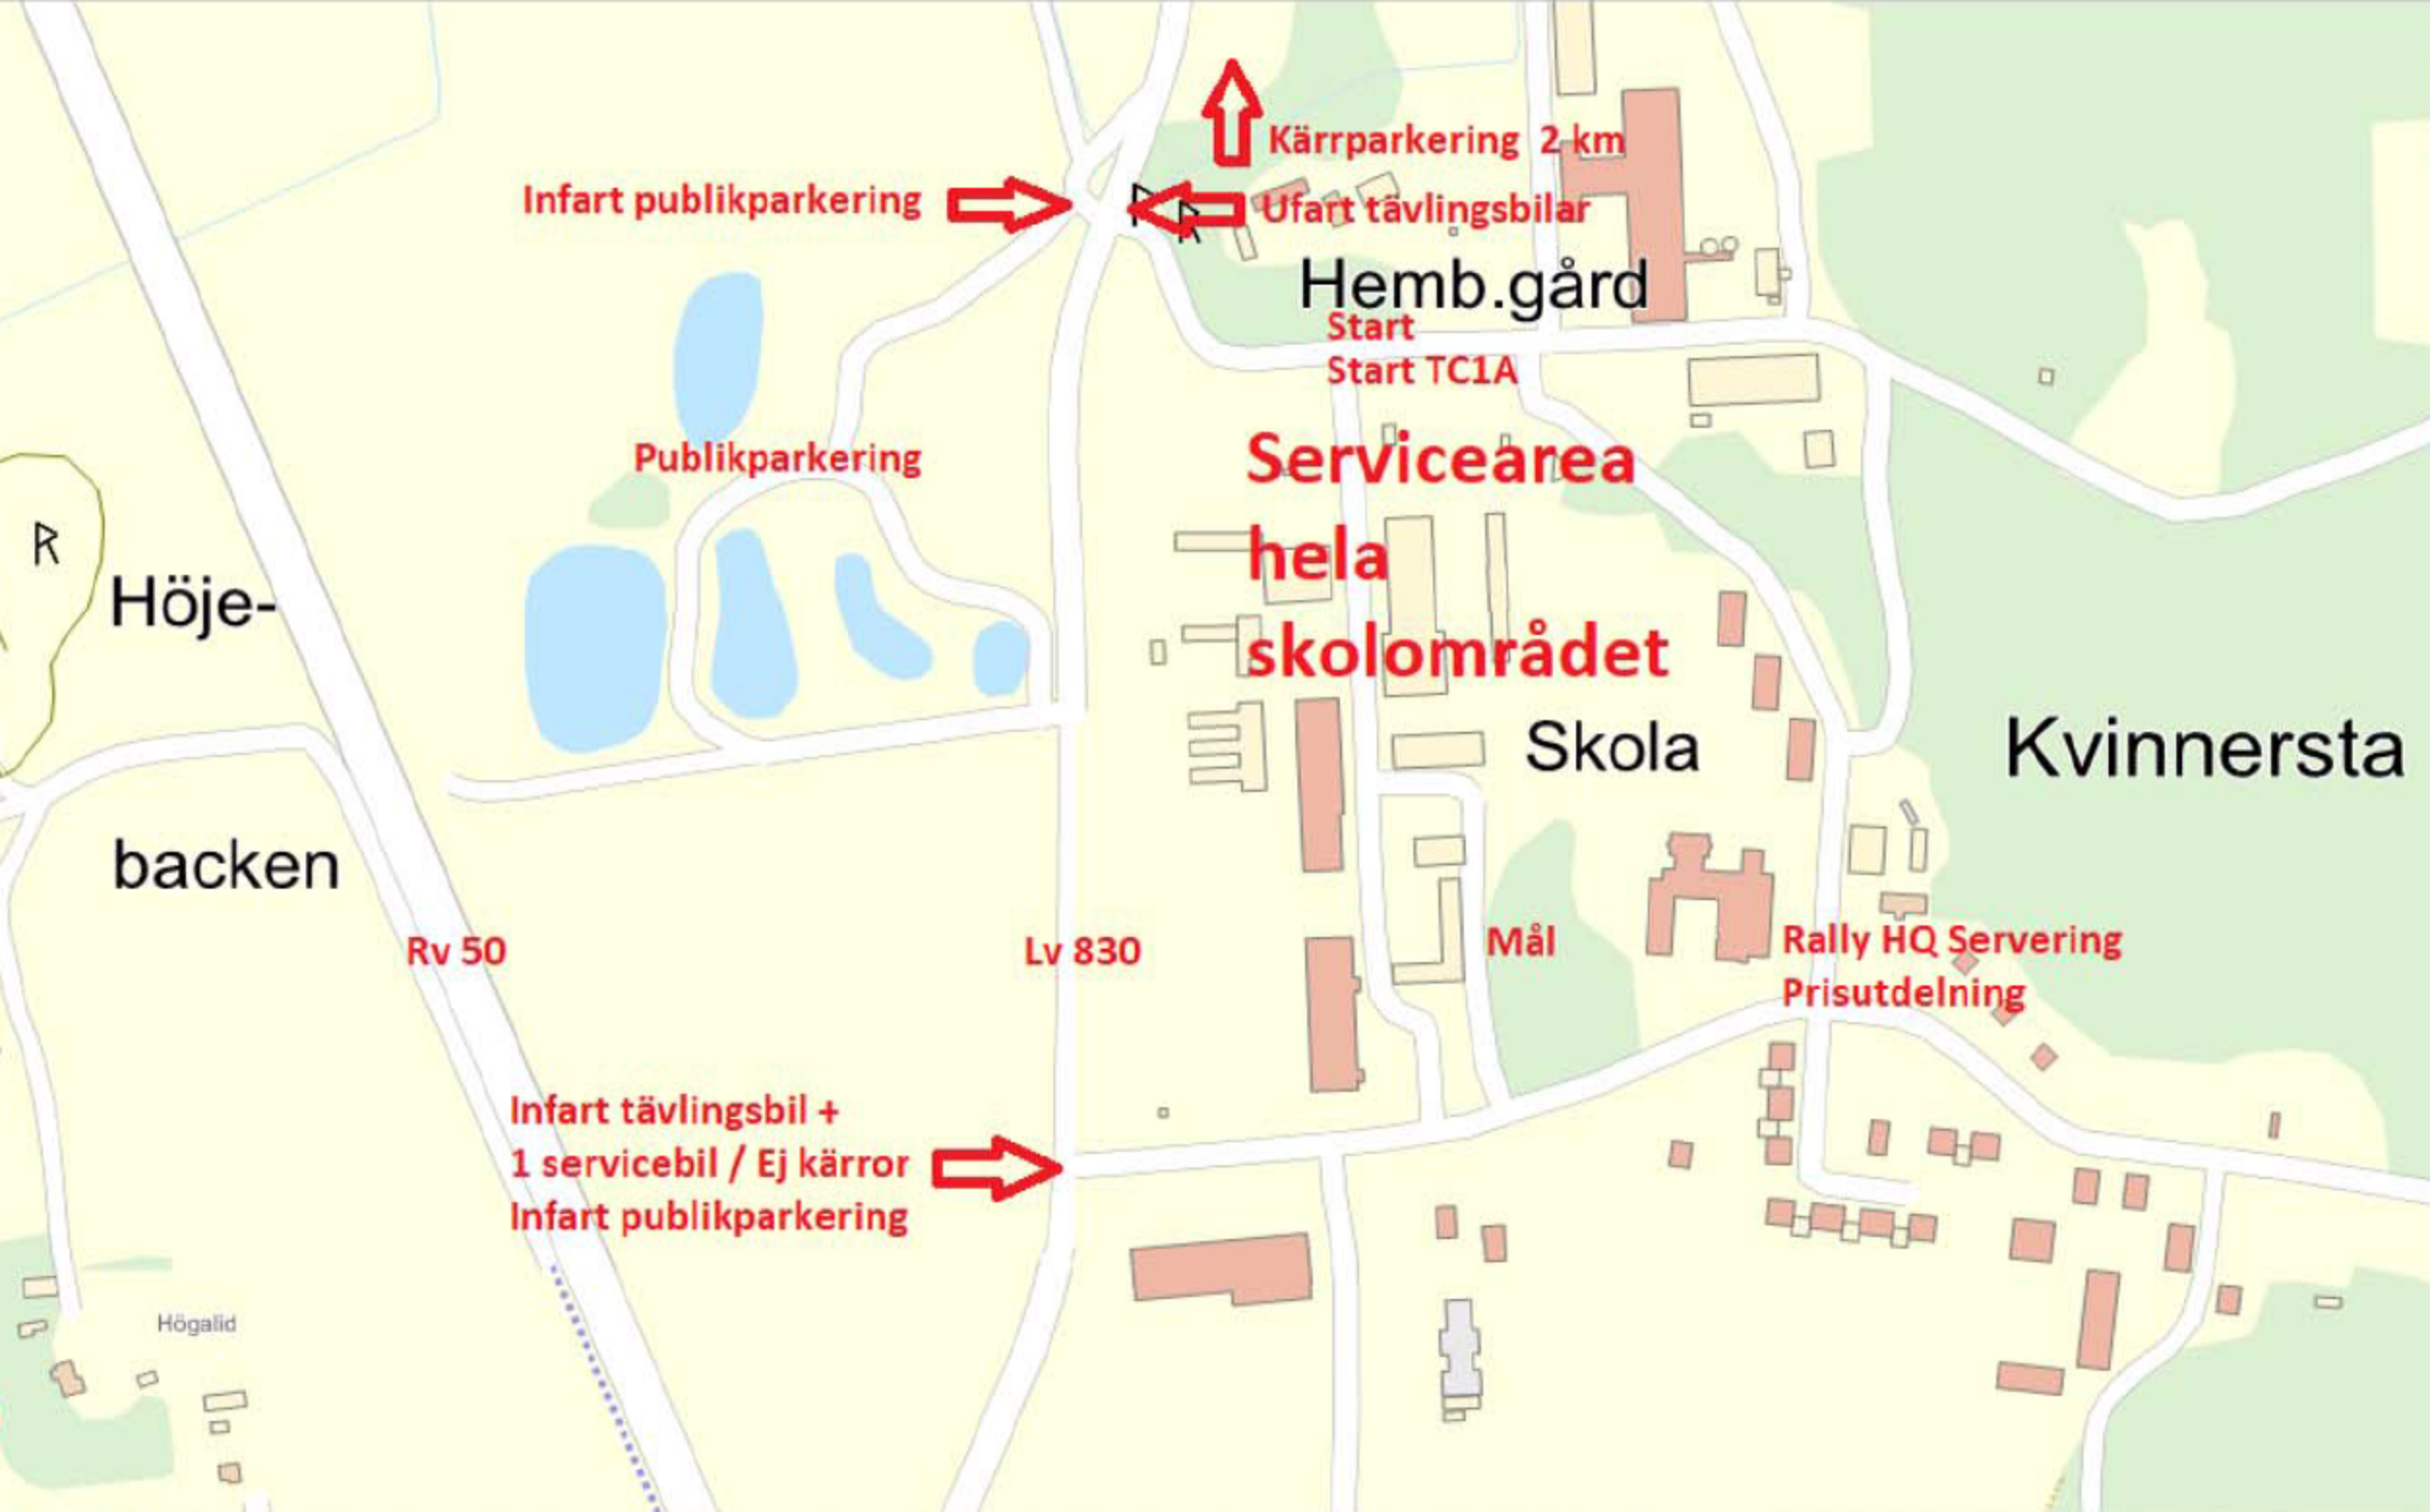 Kärrparkering 2 km
Infart publikparkering
Ufart tävlingsbilar
Hemb.gård
Start
Start TC1A
Publikparkering
Servicearea
hela
skolområdet
Höje-
backen
Skola
Kvinnersta
Rv 50
Lv 830
Mål
Rally HQ Servering
Prisutdelning
Infart tävlingsbil +
1 servicebil / Ej kärror
Infart publikparkering
Högalid